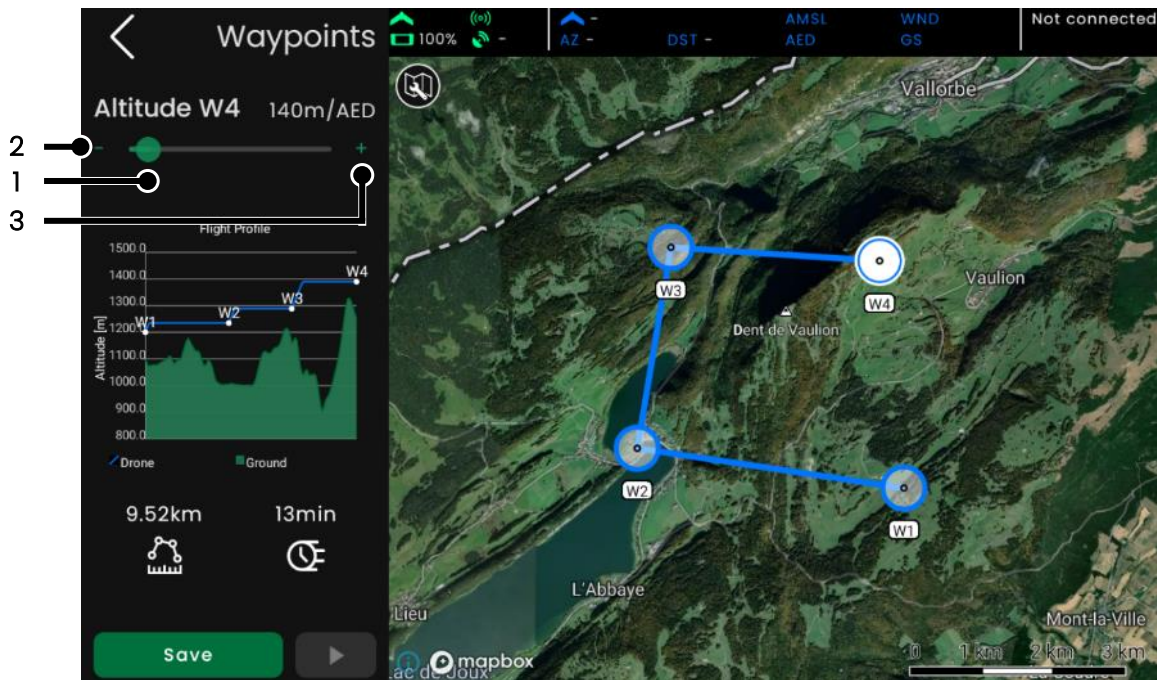 Waypoints
100%
-
-
AZ -
DST -
AMSL
AED
WND
GS
Not connected
Altitude W4 140m/AED
2
- +
1
3
Flight Profile
1500.0
1400.0
1300.0
1200.0
1100.0
1000.0
900.0
800.0
Altitude [m]
W1
W2
W3
W4
Drone
Ground
9.52km 13min
Save
Vallorbe
W3
W4
Vaulion
Dent de Vaulion
W2
W1
L'Abbaye
Lieu
Mont-la-Ville
mapbox
Lac de Joux
0 1 km 2 km 3 km